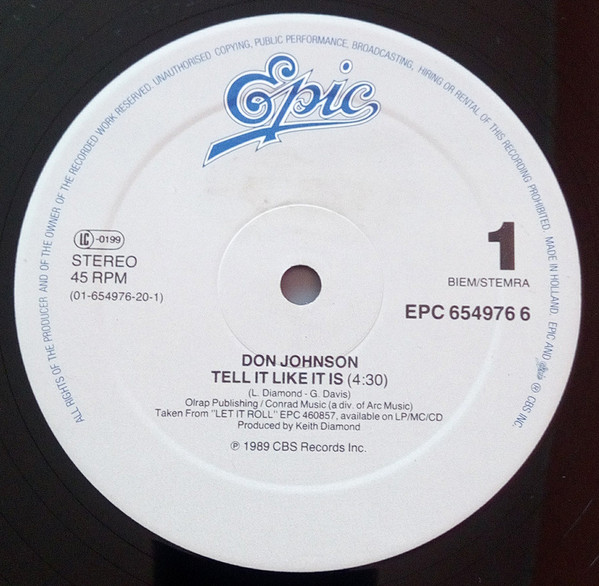 ALL RIGHTS OF THE PRODUCER AND OF THE OWNER OF THE RECORDED WORK RESERVED. UNAUTHORISED COPYING, PUBLIC PERFORMANCE, BROADCASTING, HIRING OR RENTAL OF THIS RECORDING PROHIBITED. MADE IN HOLLAND. EPIC AND Epic ℗ CBS INC.
Epic
LC-0199
STEREO
45 RPM
(01-654976-20-1)
1
BIEM/STEMRA
EPC 654976 6
DON JOHNSON
TELL IT LIKE IT IS (4:30)
(L. Diamond - G. Davis)
Olrap Publishing / Conrad Music (a div. of Arc Music)
Taken From "LET IT ROLL" EPC 460857, available on LP/MC/CD
Produced by Keith Diamond
℗ 1989 CBS Records Inc.